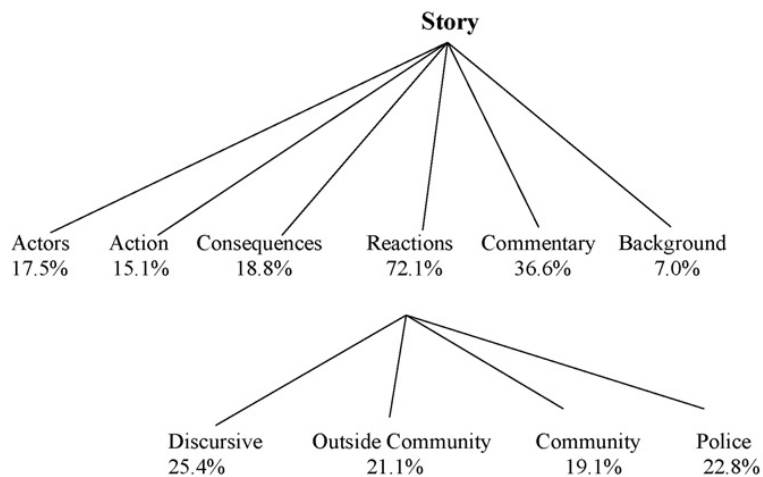 Story
Actors Action Consequences Reactions Commentary Background
17.5% 15.1% 18.8% 72.1% 36.6% 7.0%
Discursive Outside Community Community Police
25.4% 21.1% 19.1% 22.8%